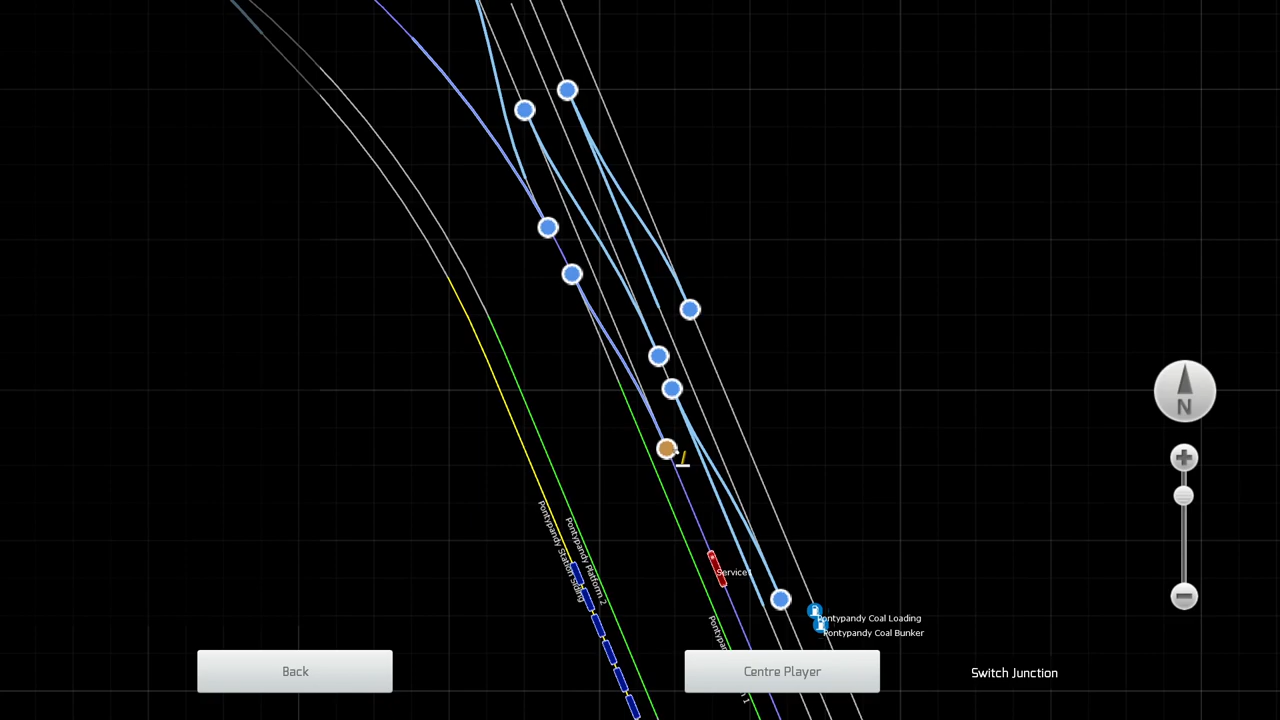 Pontypandy Platform 2
Pontypandy Station Siding
Service
Pontypandy Coal Loading
Pontypandy Coal Bunker
N
Back
Centre Player
Switch Junction